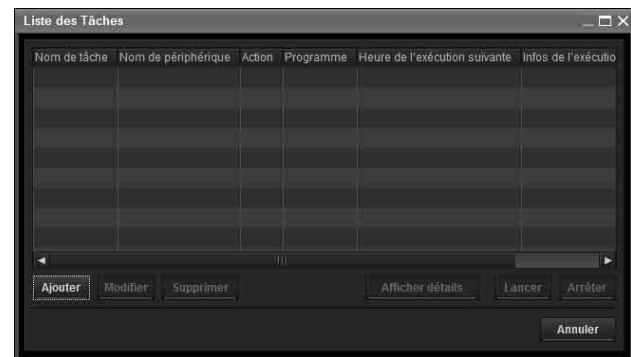 Liste des Tâches
Nom de tâche Nom de périphérique Action Programme Heure de l'exécution suivante Infos de l'exécutio
Ajouter Modifier Supprimer Afficher détails Lancer Arrêter
Annuler